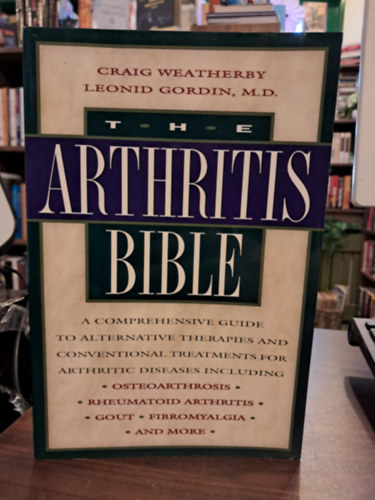 CRAIG WEATHERBY
LEONID GORDIN, M.D.
T • H • E
ARTHRITIS
BIBLE
A COMPREHENSIVE GUIDE
TO ALTERNATIVE THERAPIES AND
CONVENTIONAL TREATMENTS FOR
ARTHRITIC DISEASES INCLUDING
• OSTEOARTHROSIS •
• RHEUMATOID ARTHRITIS •
• GOUT • FIBROMYALGIA •
• AND MORE •